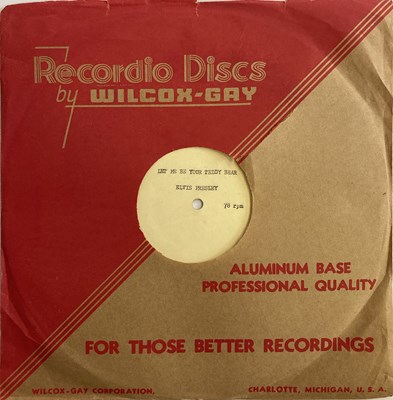 Recordio Discs
by WILCOX-GAY
LET ME BE YOUR TEDDY BEAR
ELVIS PRESLEY
78 rpm
ALUMINUM BASE
PROFESSIONAL QUALITY
FOR THOSE BETTER RECORDINGS
WILCOX-GAY CORPORATION, CHARLOTTE, MICHIGAN, U. S. A.